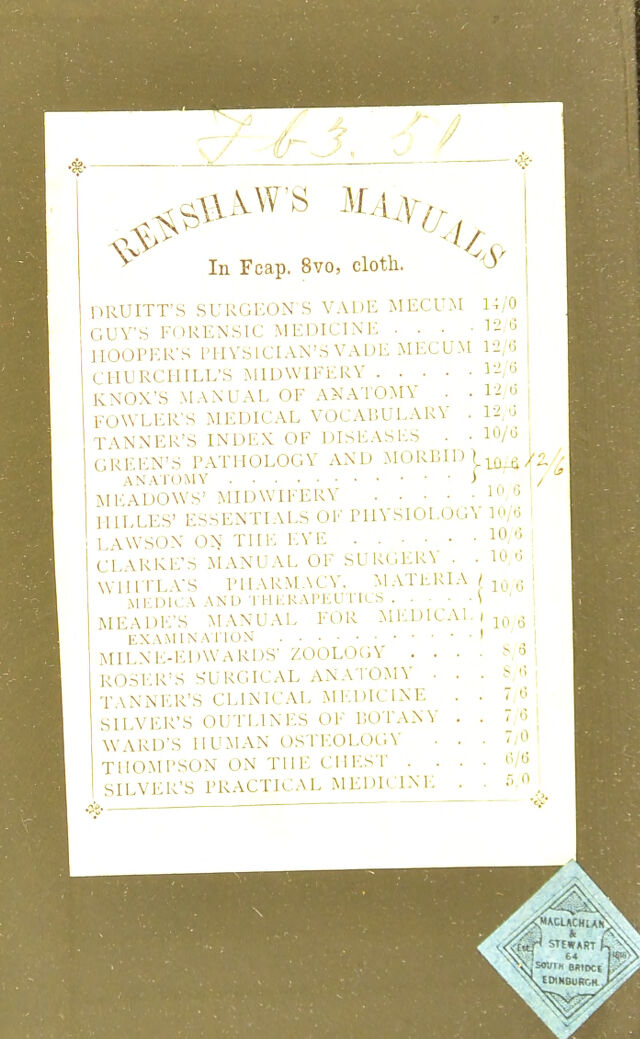 F b 3. 51
RENSHAW'S MANUALS
In Fcap. 8vo, cloth.
DRUITT'S SURGEON'S VADE MECUM 14/0
GUY'S FORENSIC MEDICINE . . . . 12/6
HOOPER'S PHYSICIAN'S VADE MECUM 12/6
CHURCHILL'S MIDWIFERY . . . . . 12/6
KNOX'S MANUAL OF ANATOMY . . 12/6
FOWLER'S MEDICAL VOCABULARY . 12/6
TANNER'S INDEX OF DISEASES . . 10/6
GREEN'S PATHOLOGY AND MORBID } 10/6 12/6
ANATOMY . . . . . . . . . . .
MEADOWS' MIDWIFERY . . . . . 10/6
HILLES' ESSENTIALS OF PHYSIOLOGY 10/6
LAWSON ON THE EYE . . . . . . 10/6
CLARKE'S MANUAL OF SURGERY . . 10/6
WHITLA'S PHARMACY, MATERIA { 10/6
MEDICA AND THERAPEUTICS . . . . .
MEADE'S MANUAL FOR MEDICAL } 10/6
EXAMINATION . . . . . . . . . . .
MILNE-EDWARDS' ZOOLOGY . . . . 8/6
ROSER'S SURGICAL ANATOMY . . . 8/6
TANNER'S CLINICAL MEDICINE . . 7/6
SILVER'S OUTLINES OF BOTANY . . 7/6
WARD'S HUMAN OSTEOLOGY . . . 7/0
THOMPSON ON THE CHEST . . . . 6/6
SILVER'S PRACTICAL MEDICINE . . 5/0
MACLACHLAN
&
STEWART
Est. 64
SOUTH BRIDGE
EDINBURGH.